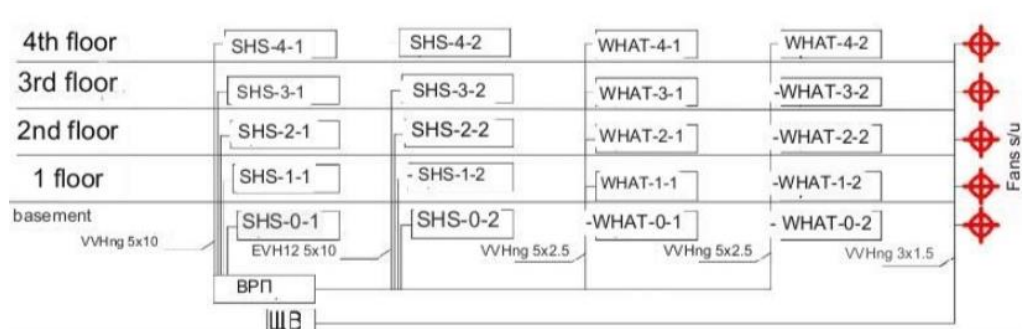 4th floor SHS-4-1 SHS-4-2 WHAT-4-1 WHAT-4-2
3rd floor SHS-3-1 SHS-3-2 WHAT-3-1 -WHAT-3-2
2nd floor SHS-2-1 SHS-2-2 WHAT-2-1 -WHAT-2-2
1 floor SHS-1-1 - SHS-1-2 WHAT-1-1 -WHAT-1-2
basement SHS-0-1 SHS-0-2 -WHAT-0-1 - WHAT-0-2
VVHng 5x10 EVH12 5x10 VVHng 5x2.5 VVHng 5x2.5 VVHng 3x1.5
Fans s/u
ВРП
ЩВ